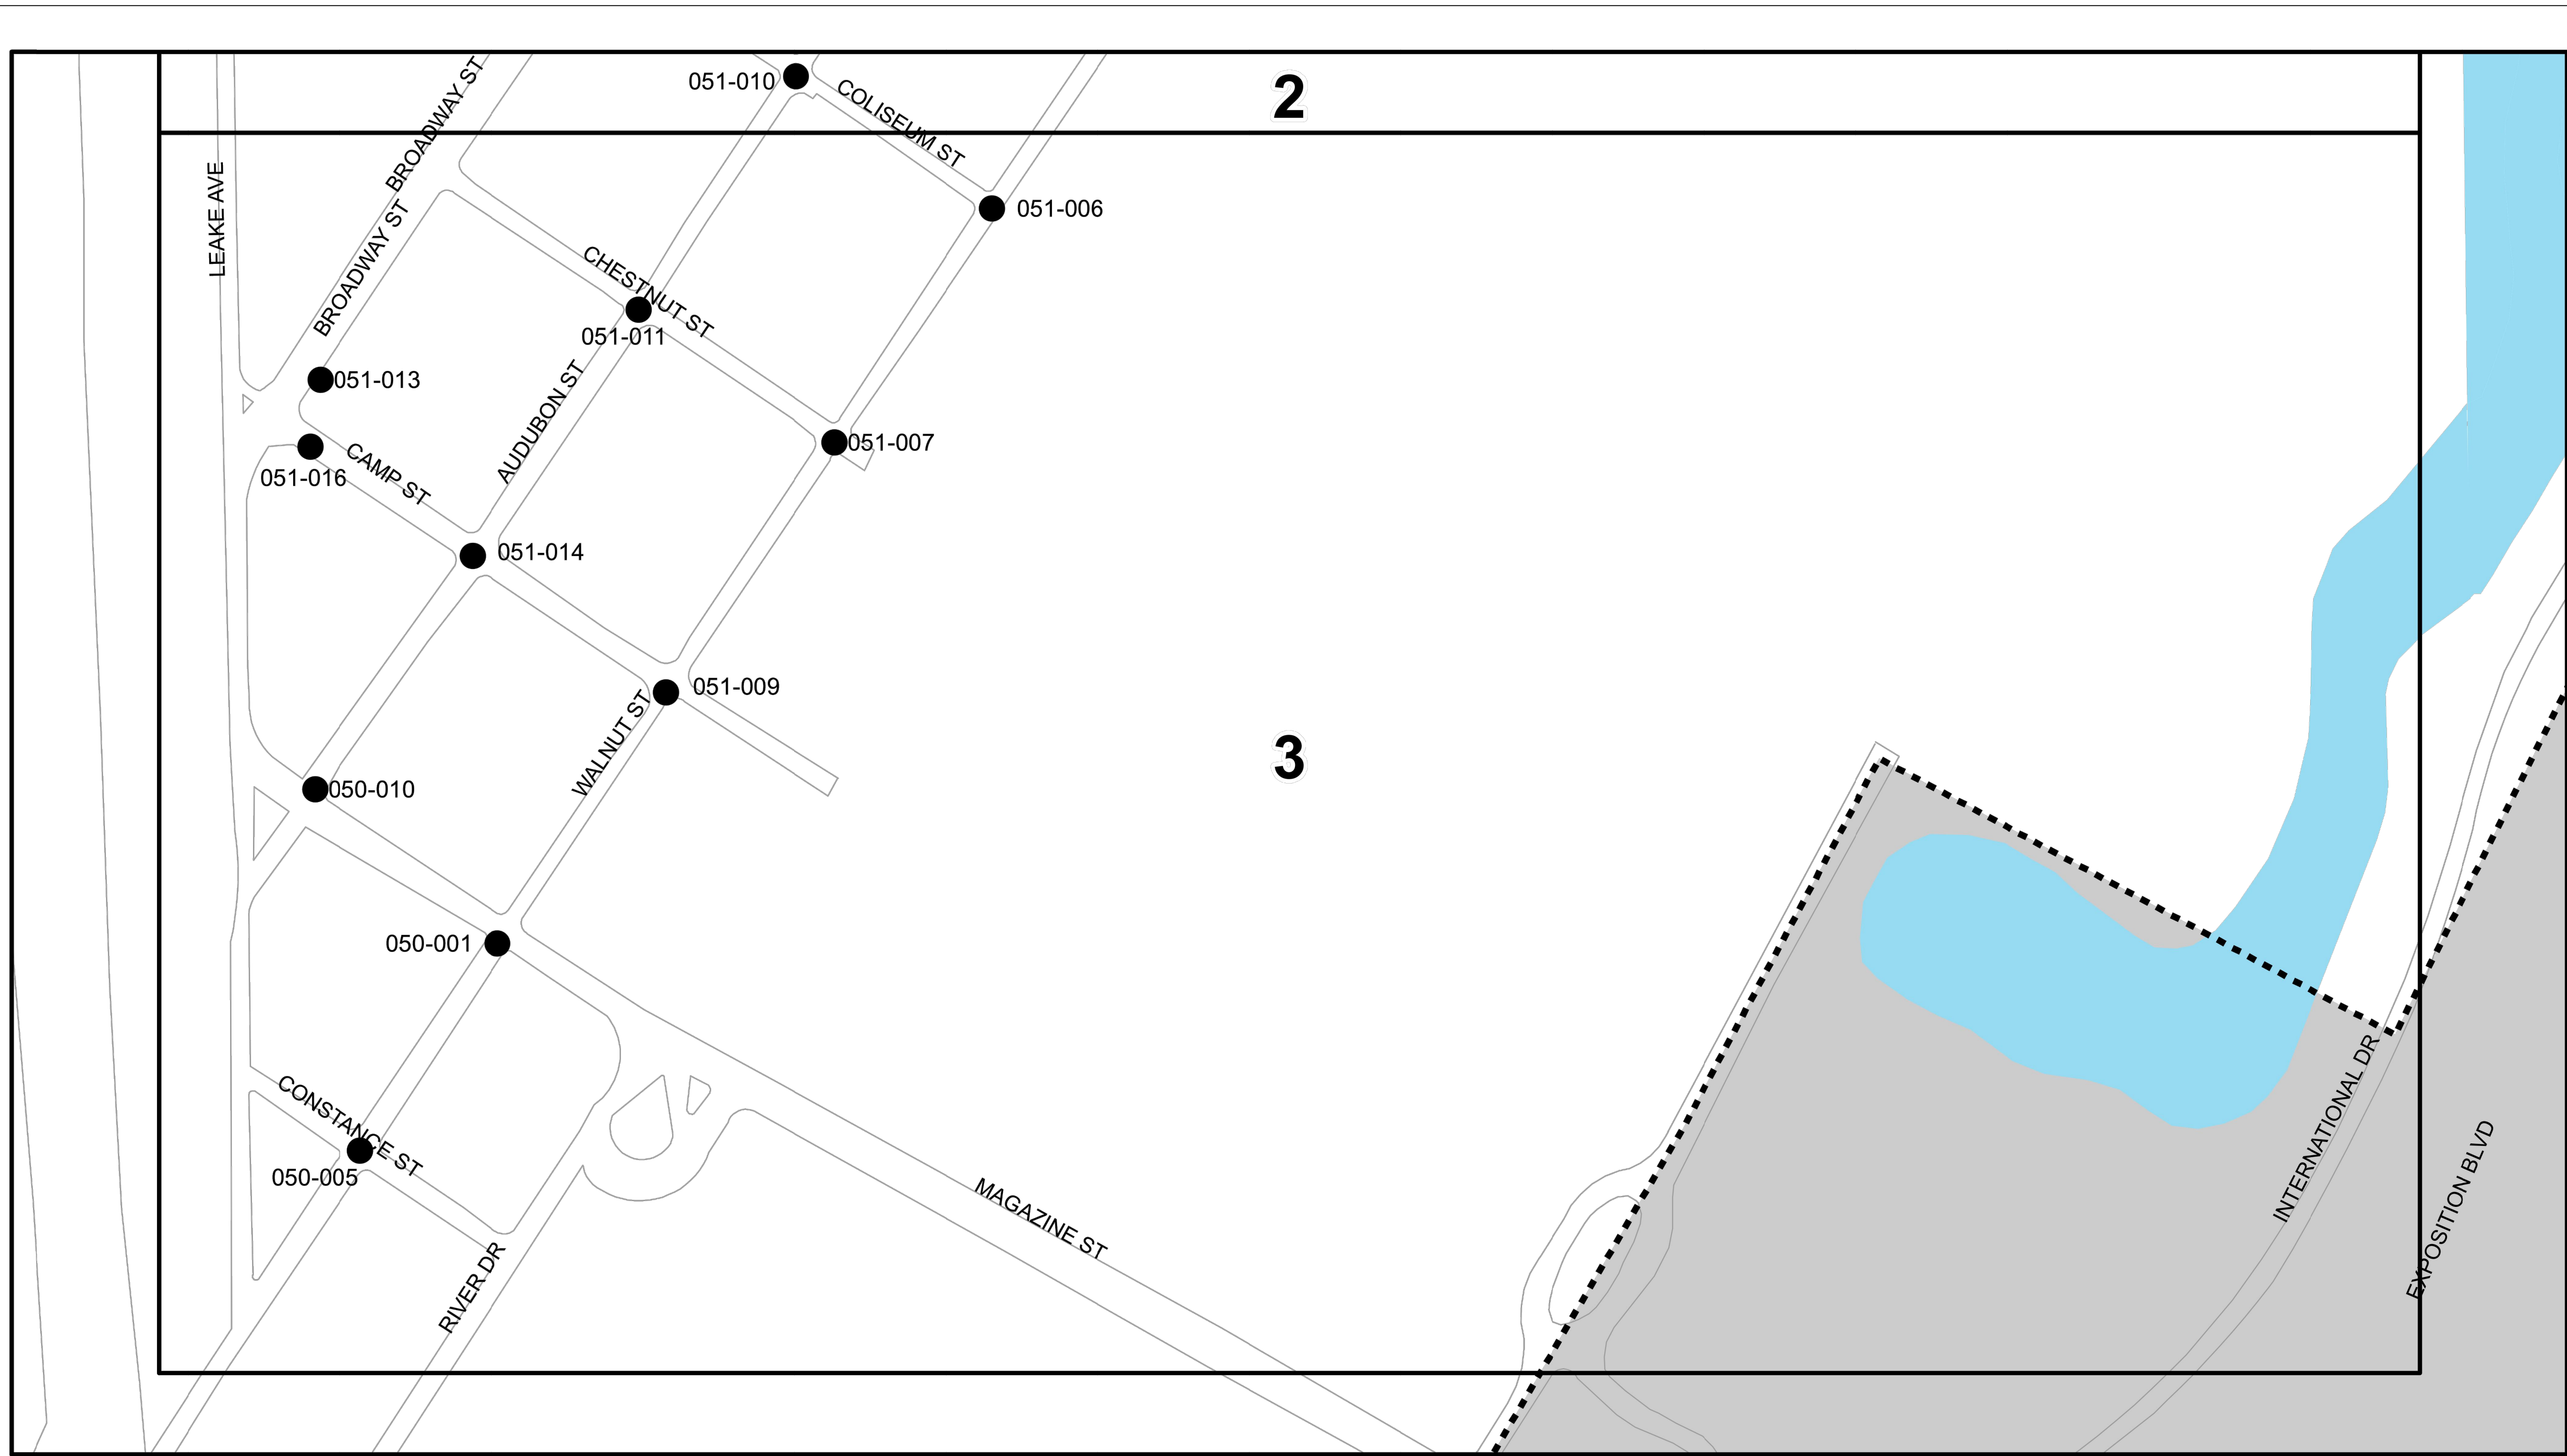 BROADWAY ST
051-010
COLISEUM ST
2
LEAKE AVE
051-006
BROADWAY ST
CHESTNUT ST
051-011
051-013
AUDUBON ST
051-007
CAMP ST
051-016
051-014
051-009
WALNUT ST
3
050-010
050-001
CONSTANCE ST
050-005
INTERNATIONAL DR
EXPOSITION BLVD
MAGAZINE ST
RIVER DR